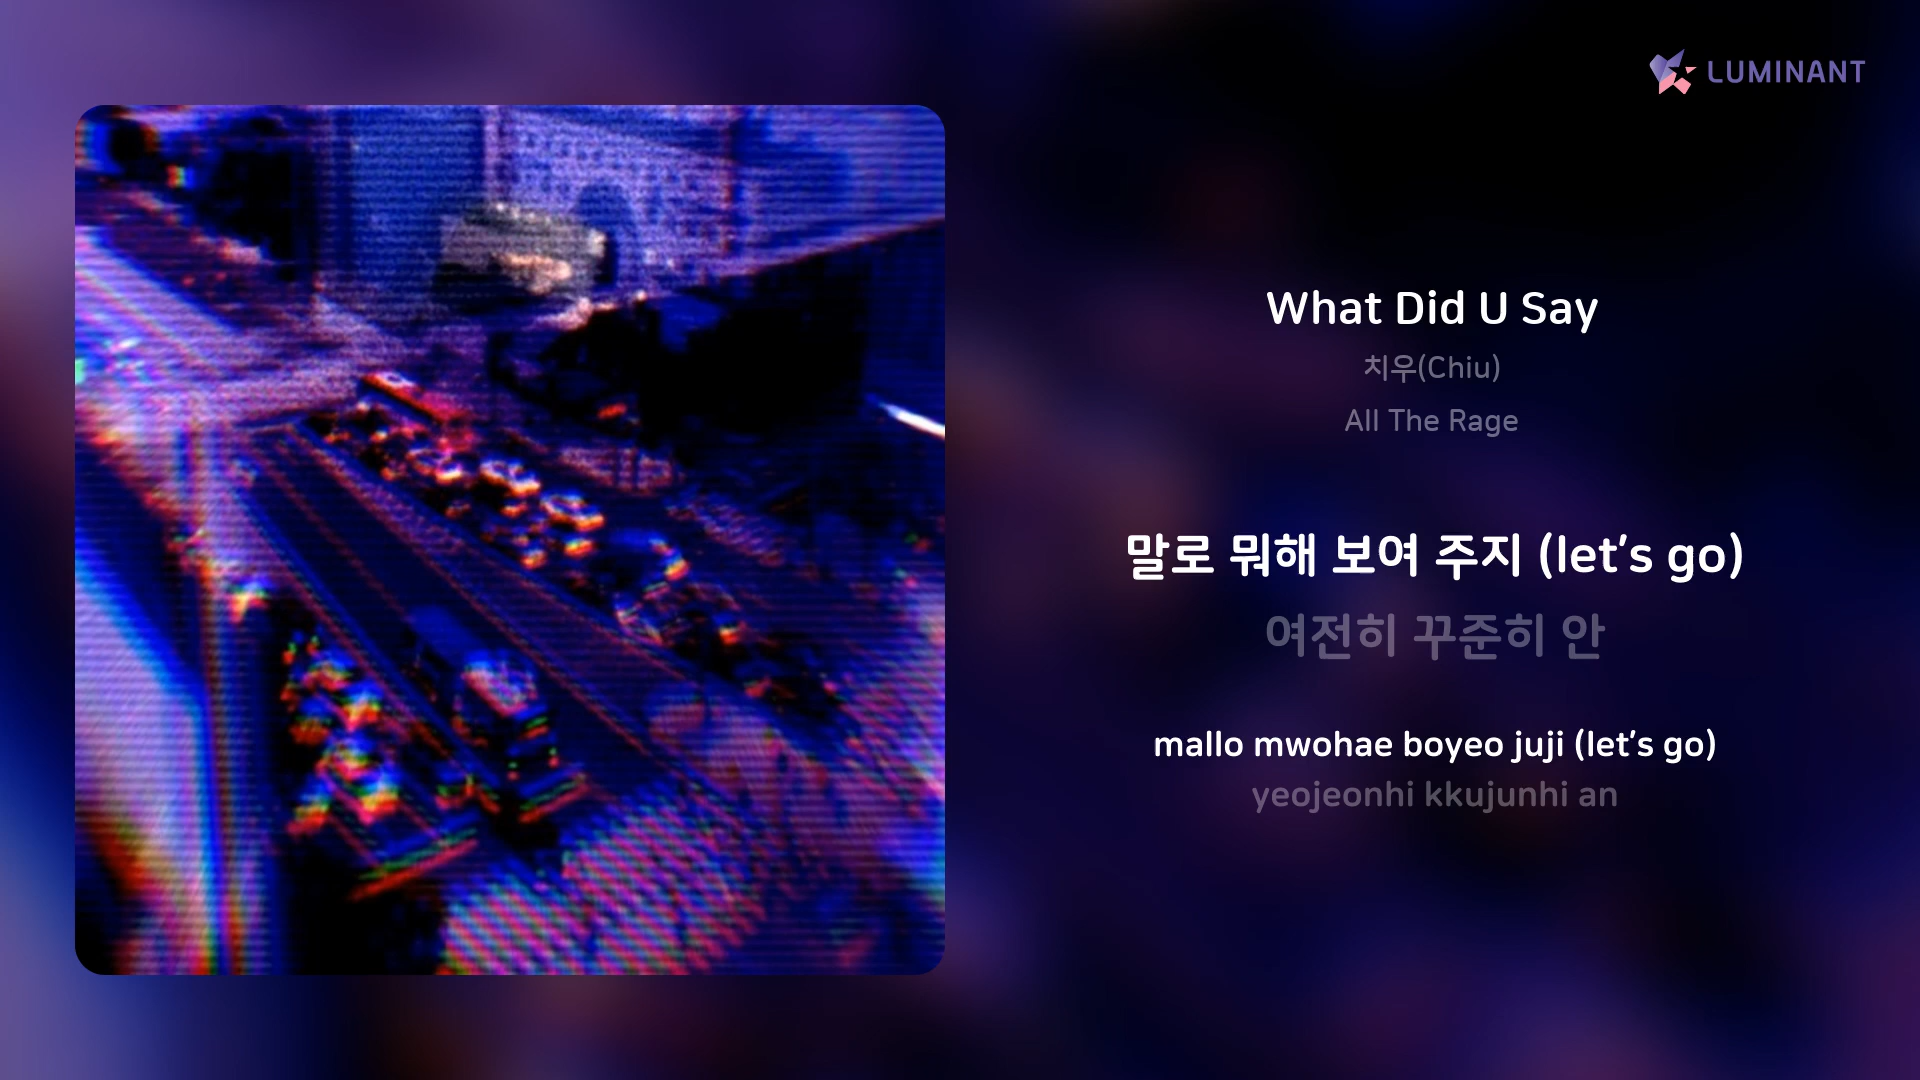 LUMINANT
What Did U Say
치우(Chiu)
All The Rage
말로 뭐해 보여 주지 (let's go)
여전히 꾸준히 안
mallo mwohae boyeo juji (let's go)
yeojeonhi kkujunhi an